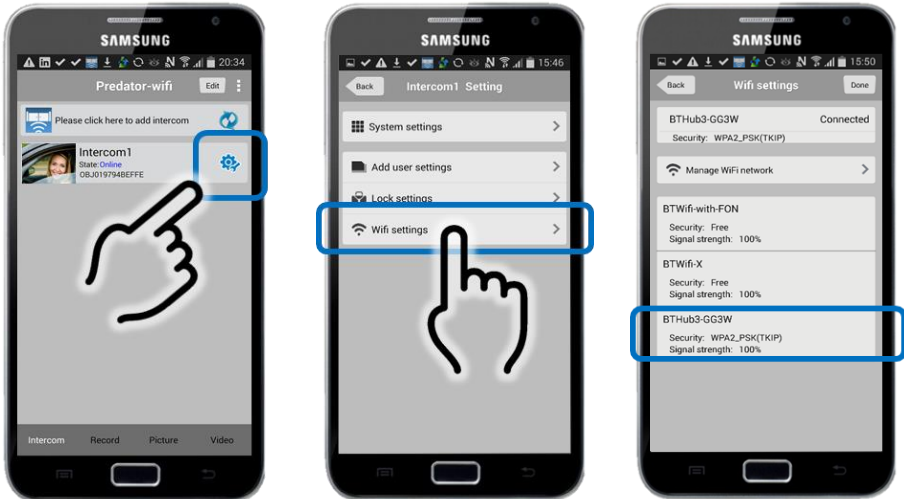 SAMSUNG
20:34
Predator-wifi
Edit
Please click here to add intercom
Intercom1
State:Online
OBJ019794BEFFE
Intercom
Record
Picture
Video
SAMSUNG
15:46
Back
Intercom1 Setting
System settings
Add user settings
Lock settings
Wifi settings
SAMSUNG
15:50
Back
Wifi settings
Done
BTHub3-GG3W
Connected
Security: WPA2_PSK(TKIP)
Manage WiFi network
BTWifi-with-FON
Security: Free
Signal strength: 100%
BTWifi-X
Security: Free
Signal strength: 100%
BTHub3-GG3W
Security: WPA2_PSK(TKIP)
Signal strength: 100%